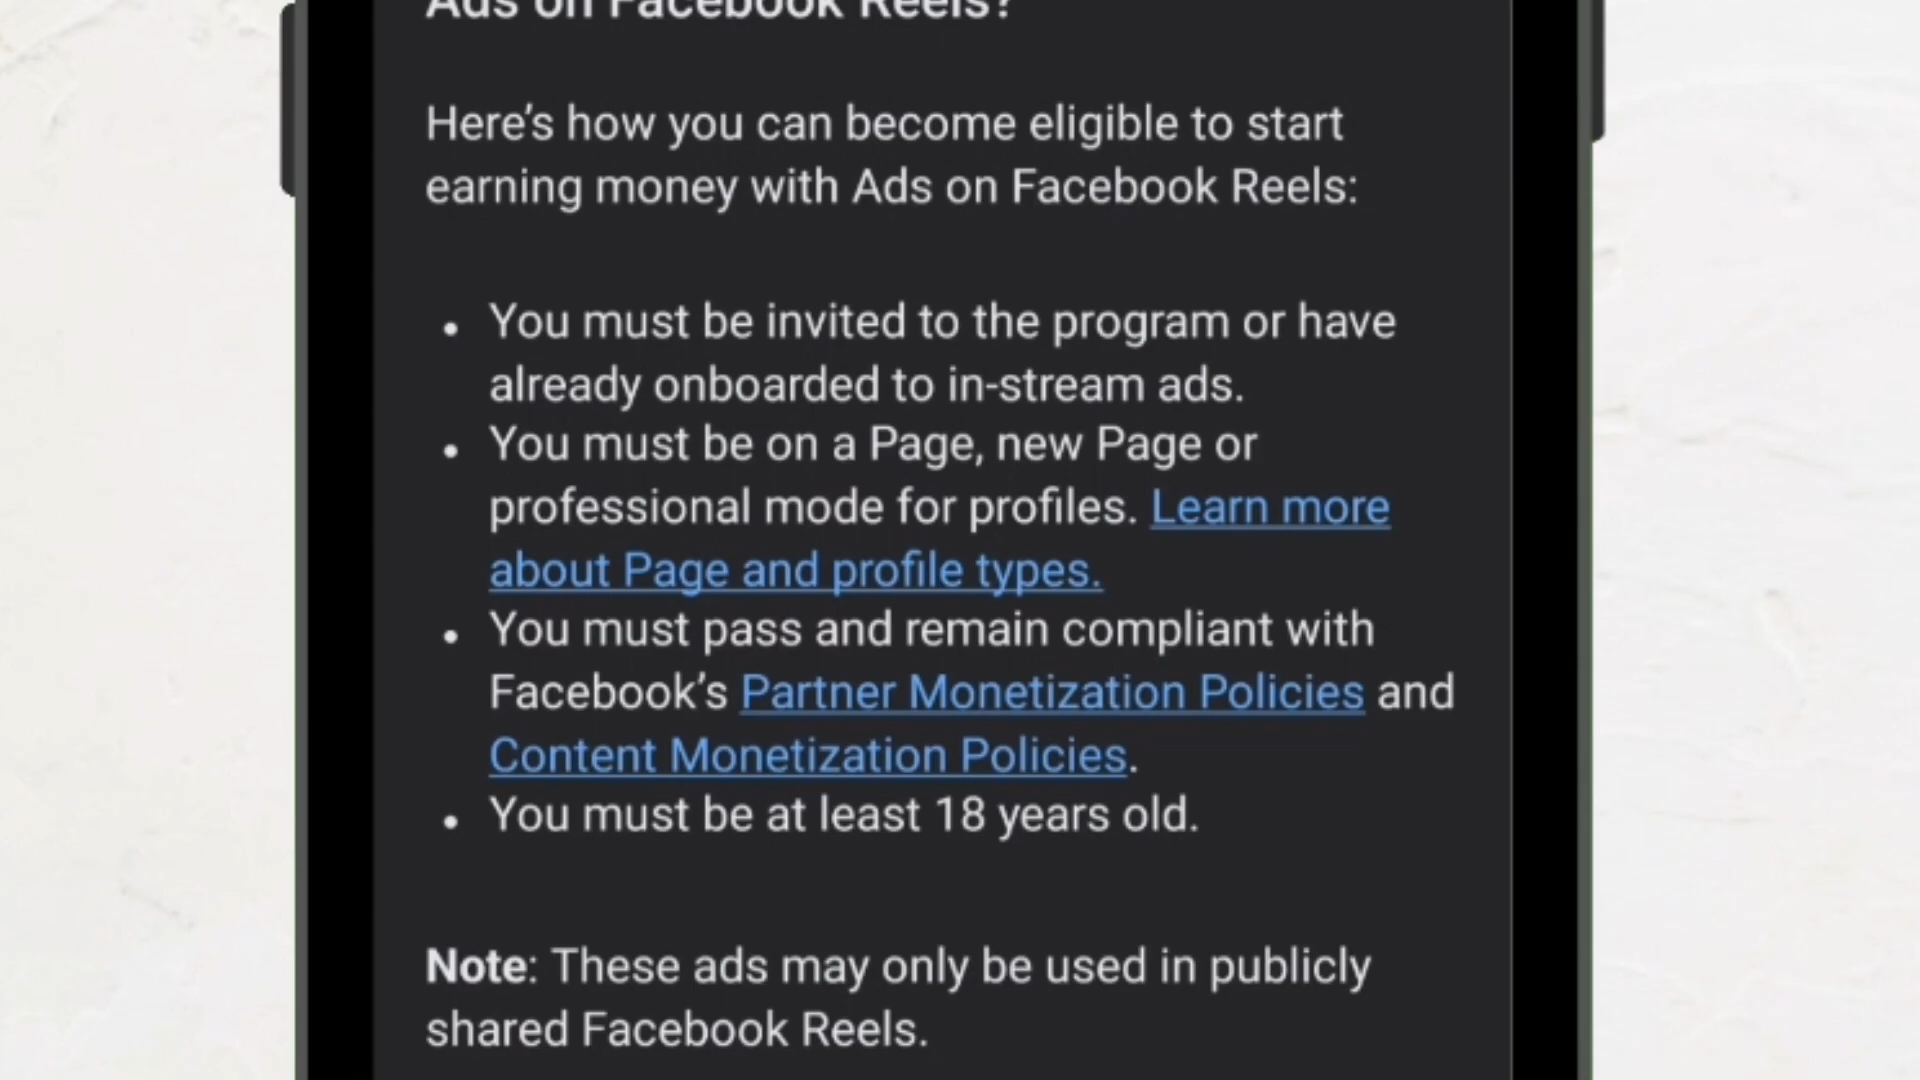 Ads on Facebook Reels?
Here’s how you can become eligible to start
earning money with Ads on Facebook Reels:
• You must be invited to the program or have
already onboarded to in-stream ads.
• You must be on a Page, new Page or
professional mode for profiles. Learn more
about Page and profile types.
• You must pass and remain compliant with
Facebook’s Partner Monetization Policies and
Content Monetization Policies.
• You must be at least 18 years old.
Note: These ads may only be used in publicly
shared Facebook Reels.